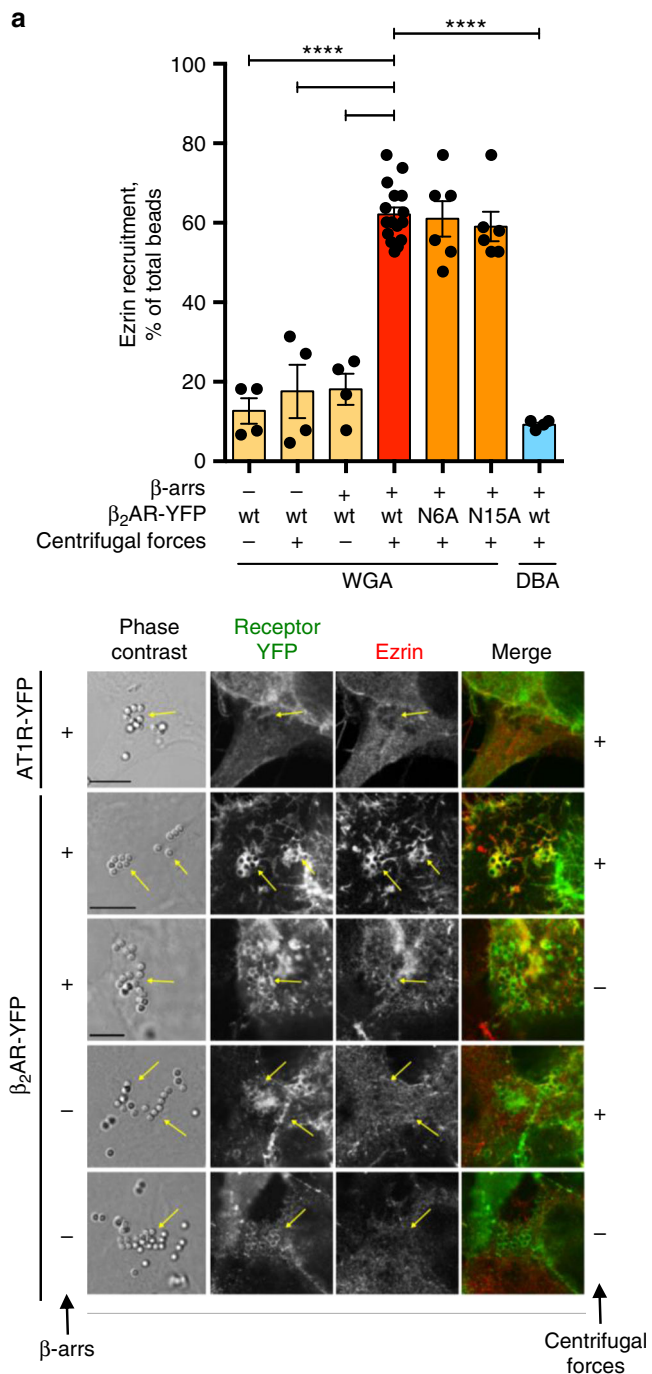 a
****
****
100
80
60
40
20
0
Ezrin recruitment,
% of total beads
β-arrs − − + + + + +
β₂AR-YFP wt wt wt wt N6A N15A wt
Centrifugal forces − + − + + + +
WGA DBA
Phase contrast
Receptor YFP
Ezrin
Merge
AT1R-YFP
+ +
β₂AR-YFP
+ +
+ −
− +
− −
β-arrs
Centrifugal
forces